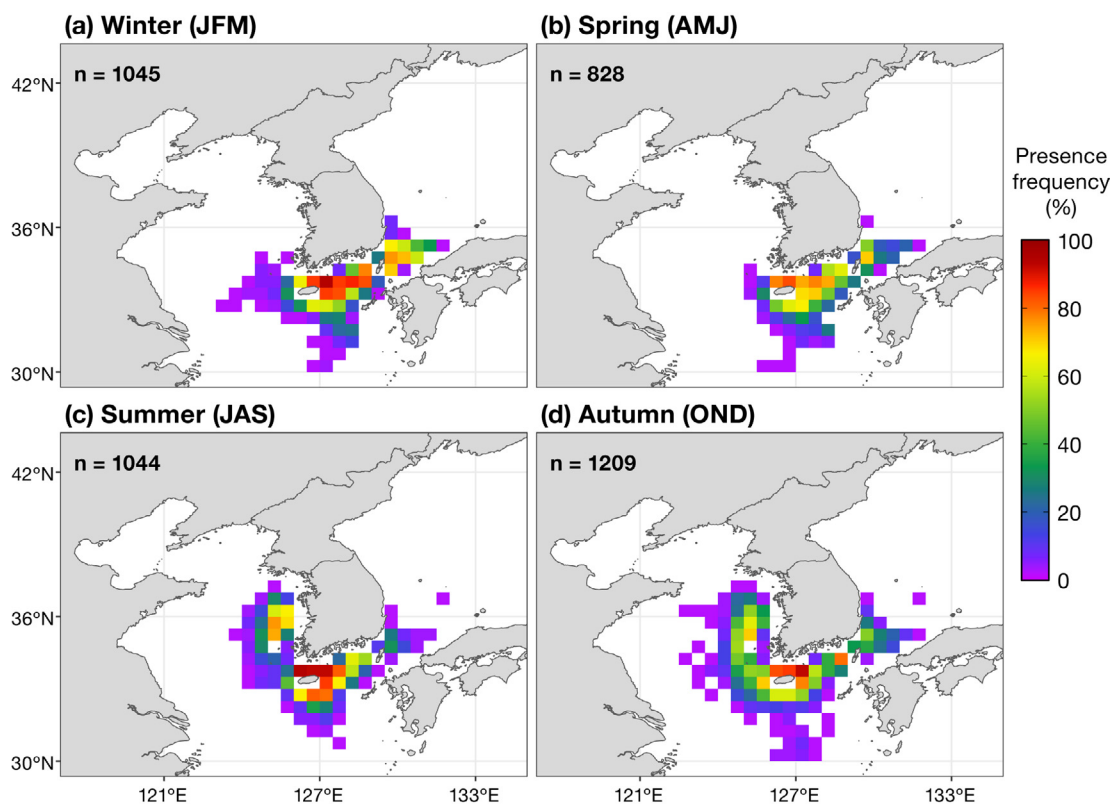 (a) Winter (JFM)
(b) Spring (AMJ)
n = 1045
n = 828
42°N
36°N
30°N
Presence
frequency
(%)
100
80
60
40
20
0
(c) Summer (JAS)
(d) Autumn (OND)
n = 1044
n = 1209
42°N
36°N
30°N
121°E
127°E
133°E
121°E
127°E
133°E